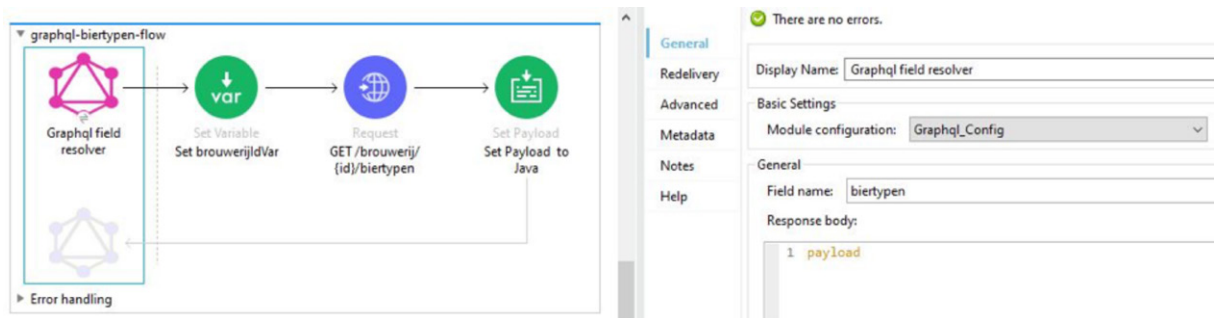 graphql-biertypen-flow
Graphql field
resolver
var
Set Variable
Set brouwerijIdVar
Request
GET /brouwerij/
{id}/biertypen
Set Payload
Set Payload to
Java
Error handling
General
Redelivery
Advanced
Metadata
Notes
Help
There are no errors.
Display Name: Graphql field resolver
Basic Settings
Module configuration: Graphql_Config
General
Field name: biertypen
Response body:
1 payload